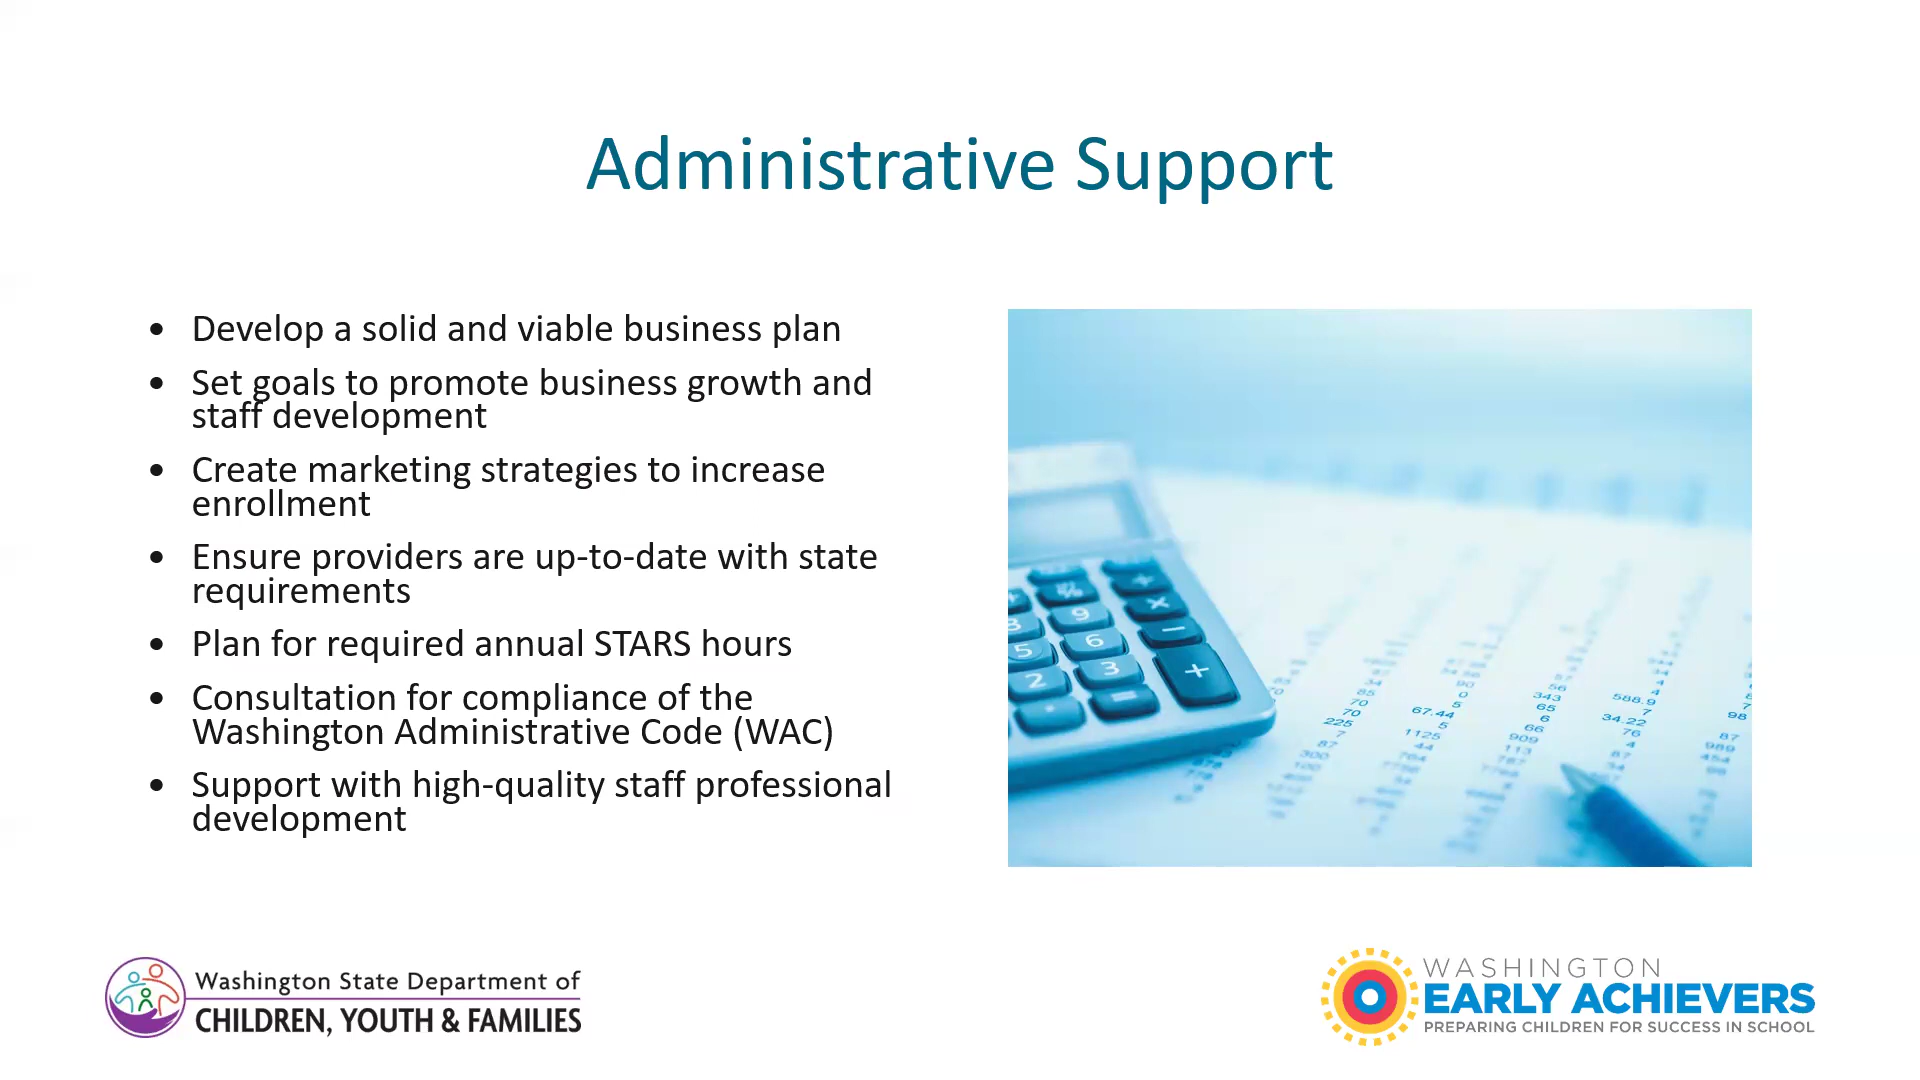 Administrative Support
• Develop a solid and viable business plan
• Set goals to promote business growth and
staff development
• Create marketing strategies to increase
enrollment
• Ensure providers are up-to-date with state
requirements
• Plan for required annual STARS hours
• Consultation for compliance of the
Washington Administrative Code (WAC)
• Support with high-quality staff professional
development
Washington State Department of
CHILDREN, YOUTH & FAMILIES
WASHINGTON
EARLY ACHIEVERS
PREPARING CHILDREN FOR SUCCESS IN SCHOOL